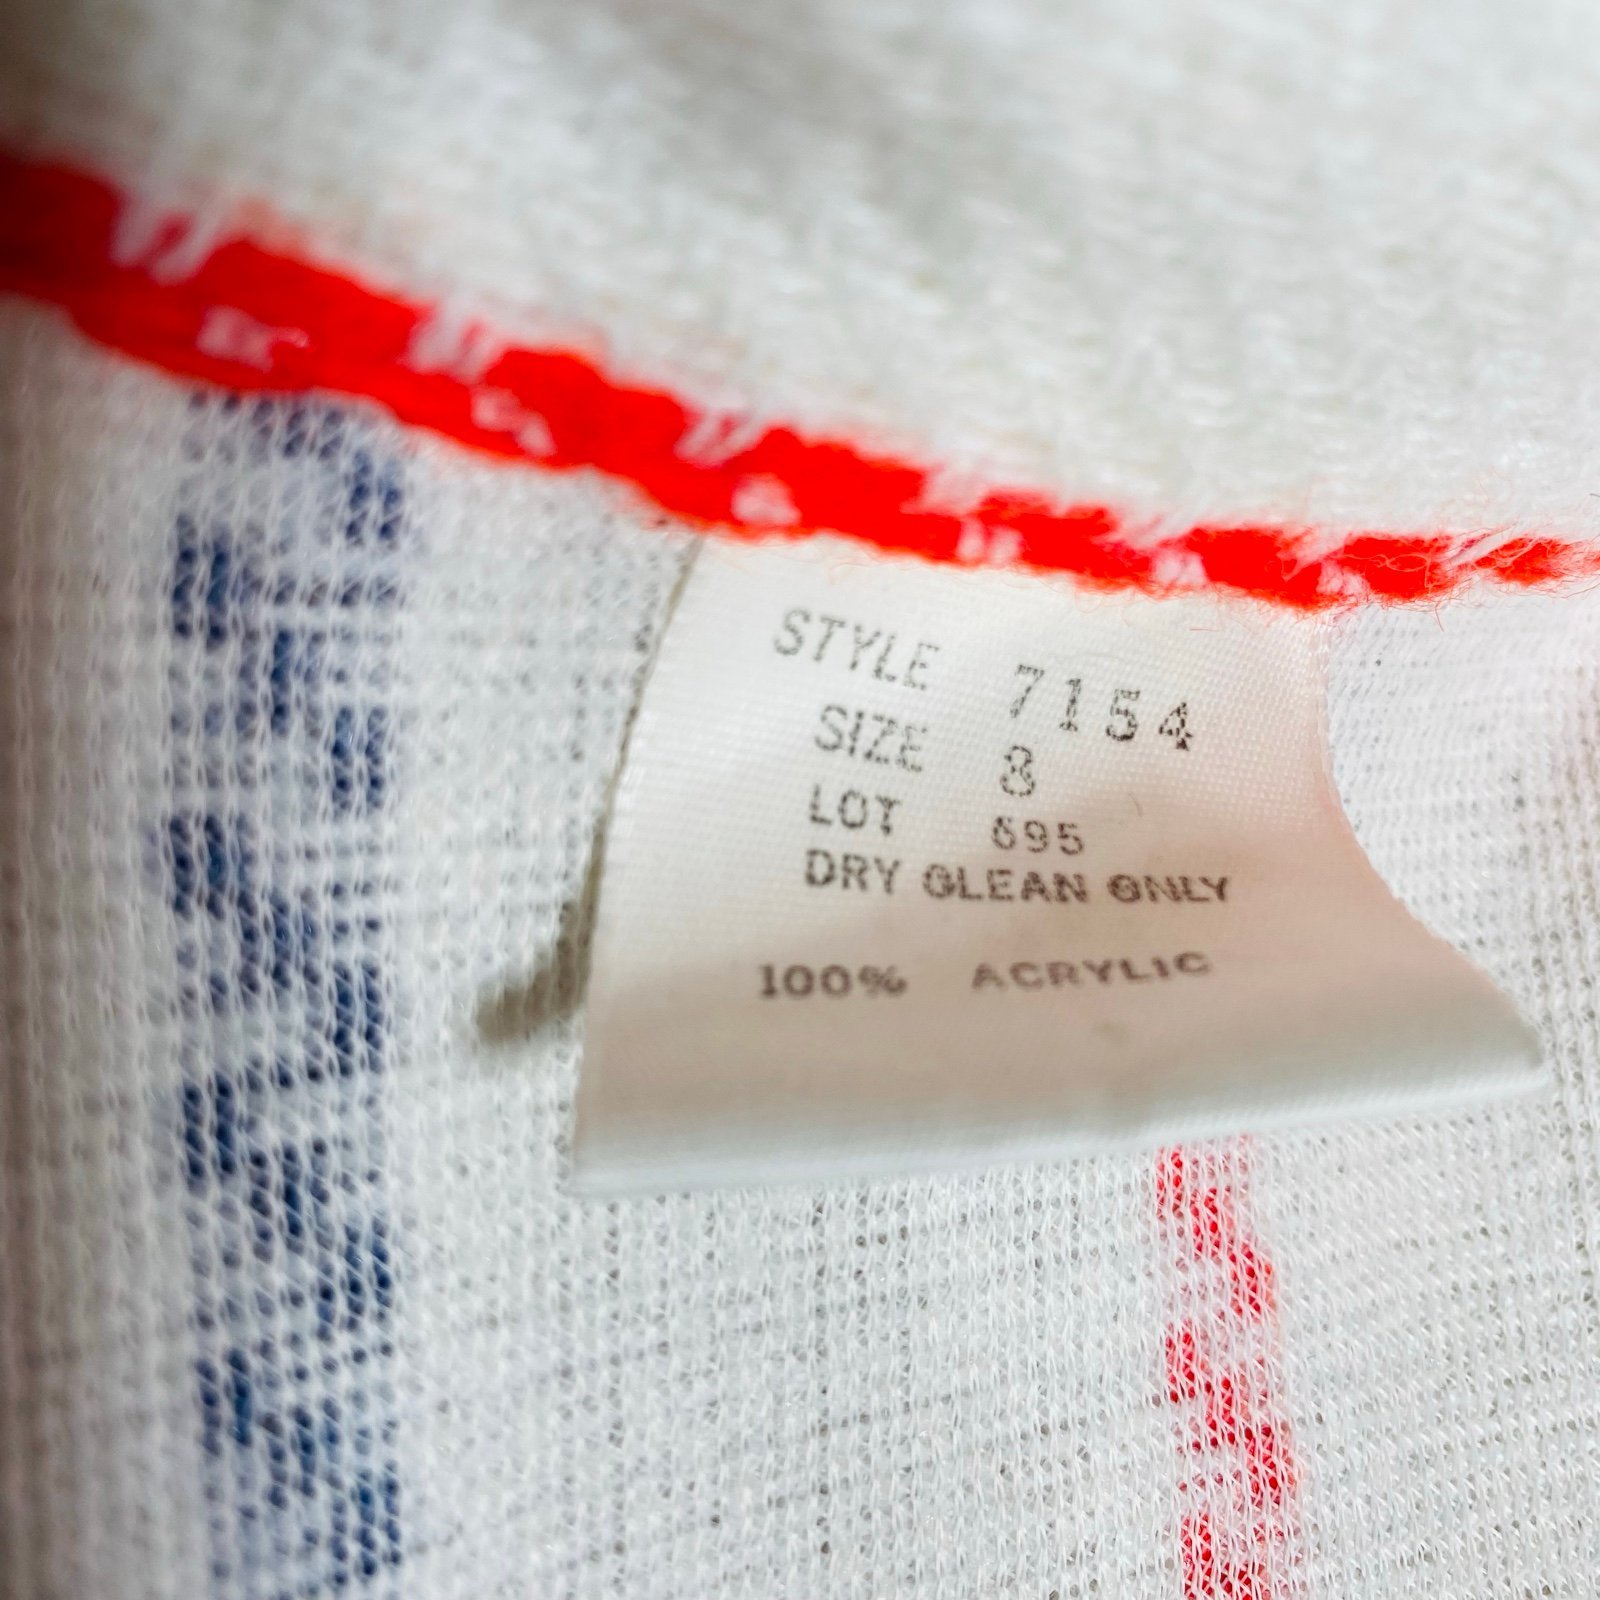 STYLE 7154
SIZE 8
LOT 695
DRY CLEAN ONLY
100% ACRYLIC